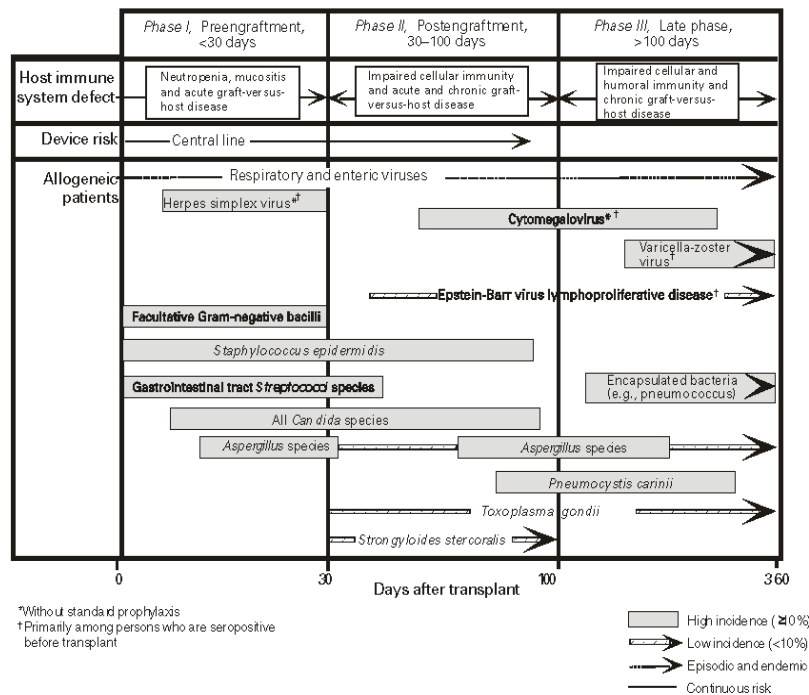 Phase I, Preengraftment,
<30 days
Phase II, Postengraftment,
30–100 days
Phase III, Late phase,
>100 days
Host immune
system defect
Neutropenia, mucositis
and acute graft-versus-
host disease
Impaired cellular immunity
and acute and chronic graft-
versus-host disease
Impaired cellular and
humoral immunity and
chronic graft-versus-
host disease
Device risk
Central line
Allogeneic
patients
Respiratory and enteric viruses
Herpes simplex virus*†
Cytomegalovirus*†
Varicella-zoster
virus†
Epstein-Barr virus lymphoproliferative disease†
Facultative Gram-negative bacilli
Staphylococcus epidermidis
Gastrointestinal tract Streptococci species
Encapsulated bacteria
(e.g., pneumococcus)
All Candida species
Aspergillus species
Aspergillus species
Pneumocystis carinii
Toxoplasma gondii
Strongyloides stercoralis
0
30
100
360
Days after transplant
*Without standard prophylaxis
†Primarily among persons who are seropositive
before transplant
High incidence (≥10%)
Low incidence (<10%)
Episodic and endemic
Continuous risk